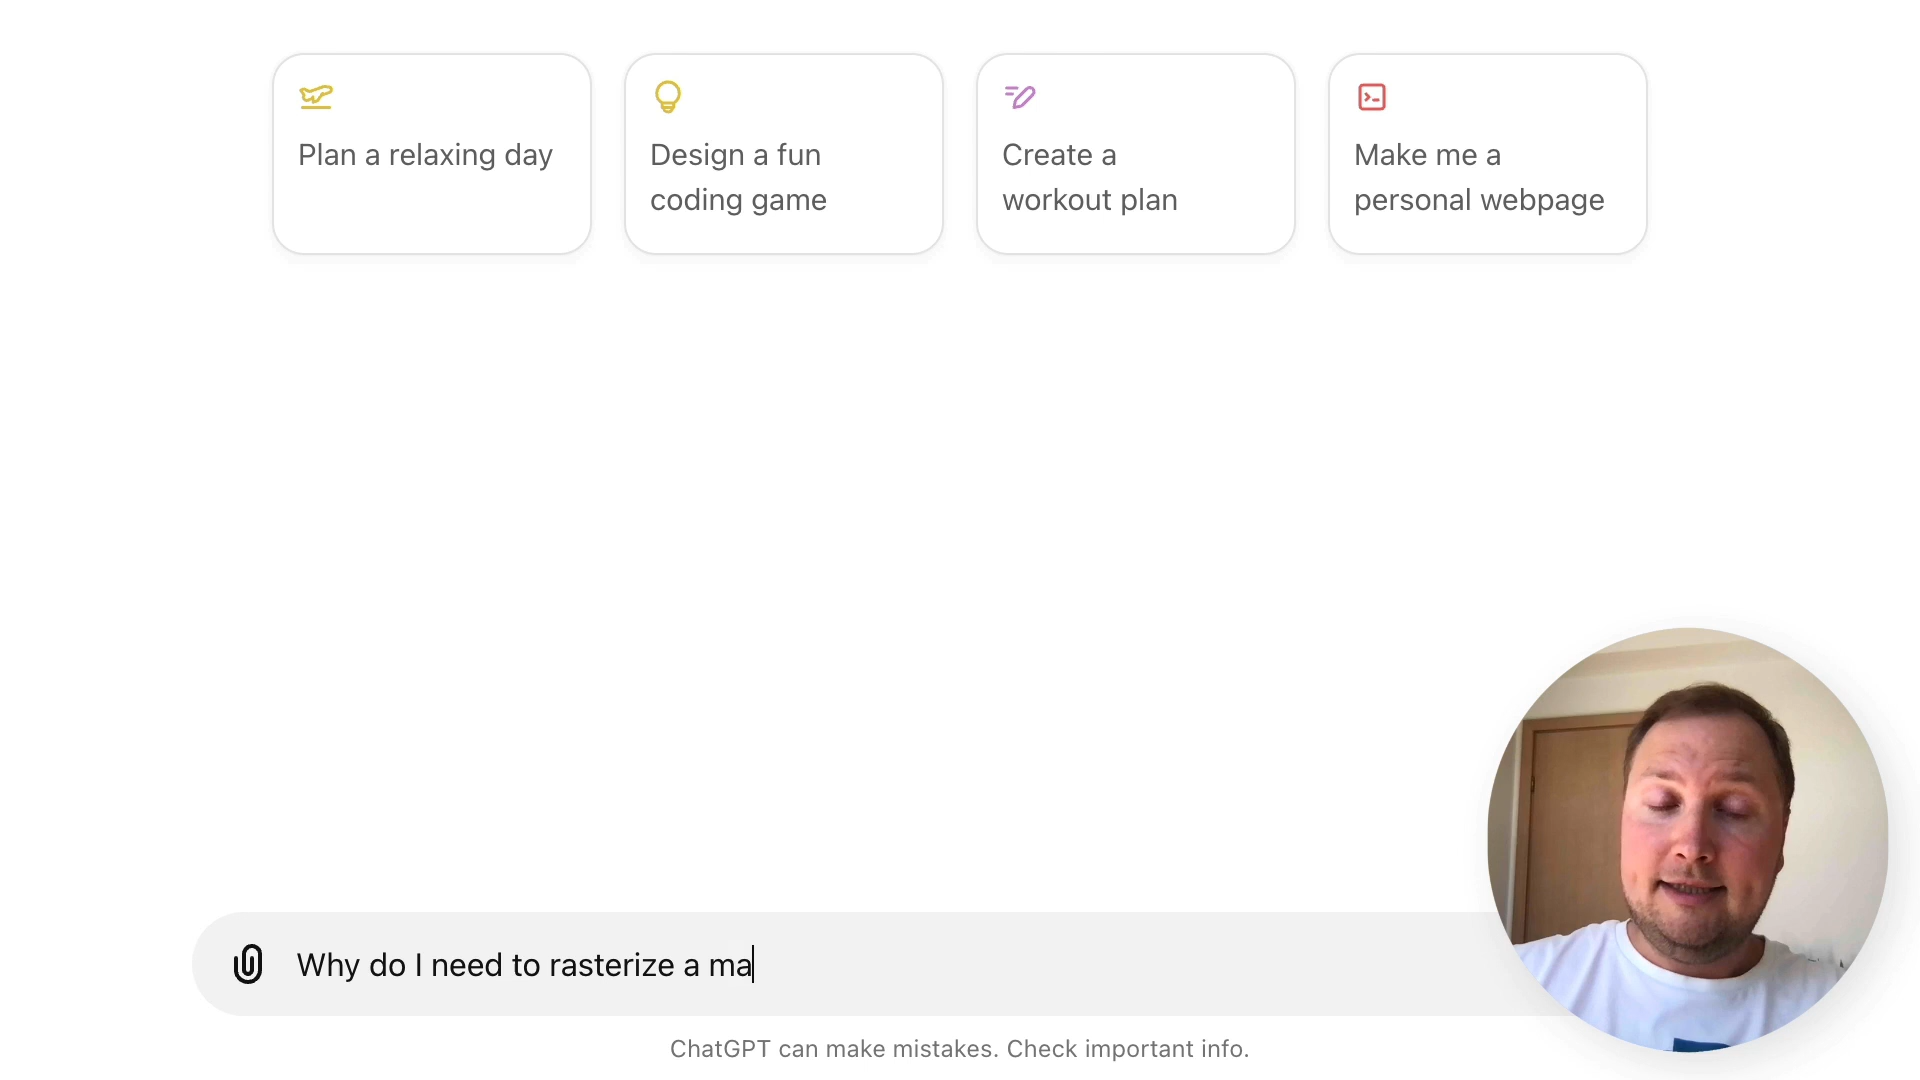 Plan a relaxing day
Design a fun
coding game
Create a
workout plan
Make me a
personal webpage
Why do I need to rasterize a ma
ChatGPT can make mistakes. Check important info.